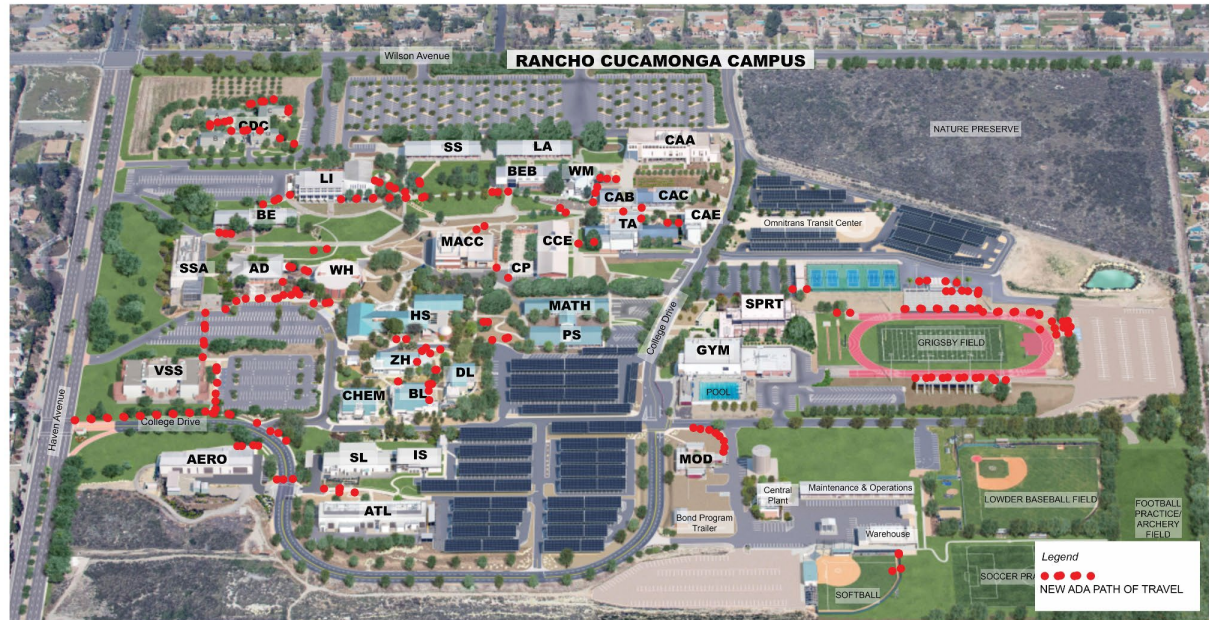 Wilson Avenue
RANCHO CUCAMONGA CAMPUS
CDC
NATURE PRESERVE
SS
LA
CAA
LI
BEB
WM
CAB
CAC
BE
TA
CAE
Omnitrans Transit Center
MACC
CCE
SSA
AD
WH
CP
HS
MATH
SPRT
PS
College Drive
GRIGSBY FIELD
GYM
ZH
VSS
DL
POOL
CHEM
BL
Haven Avenue
College Drive
AERO
SL
IS
MOD
Central
Plant
Maintenance & Operations
LOWDER BASEBALL FIELD
ATL
Bond Program
Trailer
FOOTBALL
PRACTICE/
ARCHERY
FIELD
Warehouse
Legend
SOCCER
NEW ADA PATH OF TRAVEL
SOFTBALL